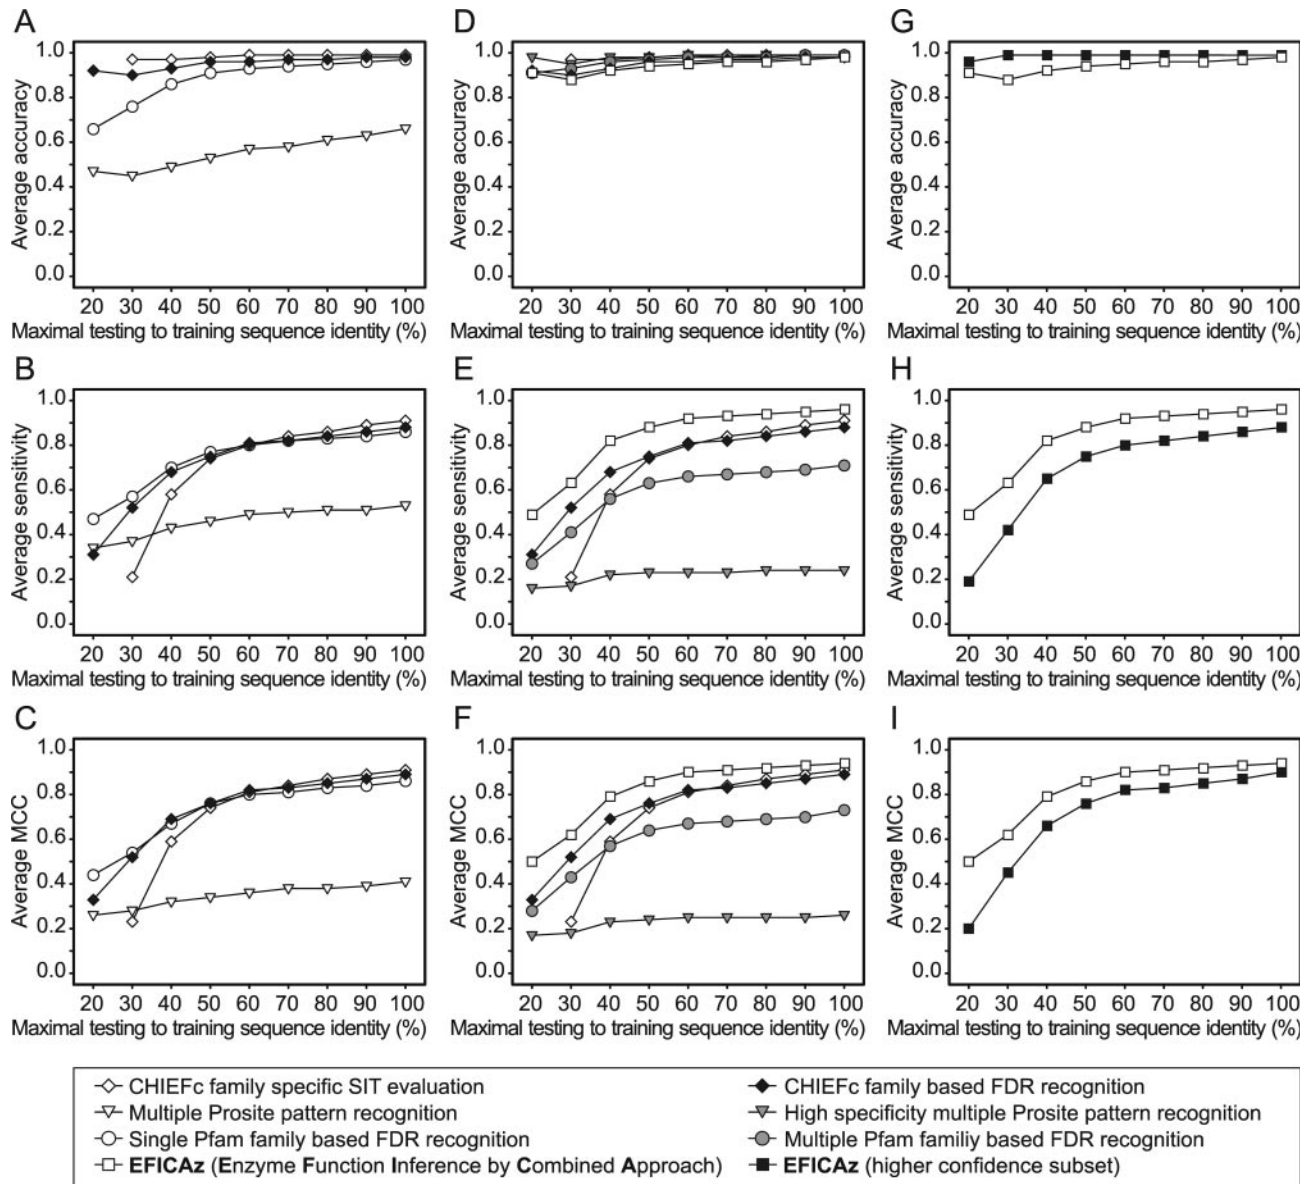 A
1.0
0.8
0.6
0.4
0.2
0.0
Average accuracy
20 30 40 50 60 70 80 90 100
Maximal testing to training sequence identity (%)
D
1.0
0.8
0.6
0.4
0.2
0.0
Average accuracy
20 30 40 50 60 70 80 90 100
Maximal testing to training sequence identity (%)
G
1.0
0.8
0.6
0.4
0.2
0.0
Average accuracy
20 30 40 50 60 70 80 90 100
Maximal testing to training sequence identity (%)
B
1.0
0.8
0.6
0.4
0.2
0.0
Average sensitivity
20 30 40 50 60 70 80 90 100
Maximal testing to training sequence identity (%)
E
1.0
0.8
0.6
0.4
0.2
0.0
Average sensitivity
20 30 40 50 60 70 80 90 100
Maximal testing to training sequence identity (%)
H
1.0
0.8
0.6
0.4
0.2
0.0
Average sensitivity
20 30 40 50 60 70 80 90 100
Maximal testing to training sequence identity (%)
C
1.0
0.8
0.6
0.4
0.2
0.0
Average MCC
20 30 40 50 60 70 80 90 100
Maximal testing to training sequence identity (%)
F
1.0
0.8
0.6
0.4
0.2
0.0
Average MCC
20 30 40 50 60 70 80 90 100
Maximal testing to training sequence identity (%)
I
1.0
0.8
0.6
0.4
0.2
0.0
Average MCC
20 30 40 50 60 70 80 90 100
Maximal testing to training sequence identity (%)
CHIEFc family specific SIT evaluation
Multiple Prosite pattern recognition
Single Pfam family based FDR recognition
EFICAz (Enzyme Function Inference by Combined Approach)
CHIEFc family based FDR recognition
High specificity multiple Prosite pattern recognition
Multiple Pfam familiy based FDR recognition
EFICAz (higher confidence subset)